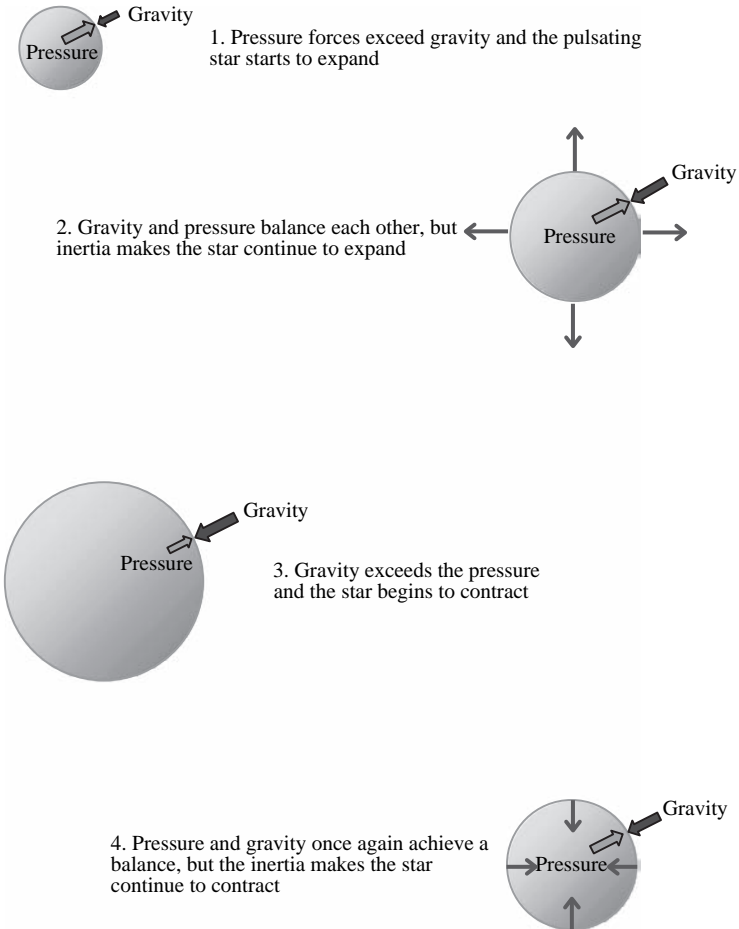 Gravity
Pressure
1. Pressure forces exceed gravity and the pulsating
star starts to expand
Gravity
Pressure
2. Gravity and pressure balance each other, but
inertia makes the star continue to expand
Gravity
Pressure
3. Gravity exceeds the pressure
and the star begins to contract
Gravity
Pressure
4. Pressure and gravity once again achieve a
balance, but the inertia makes the star
continue to contract